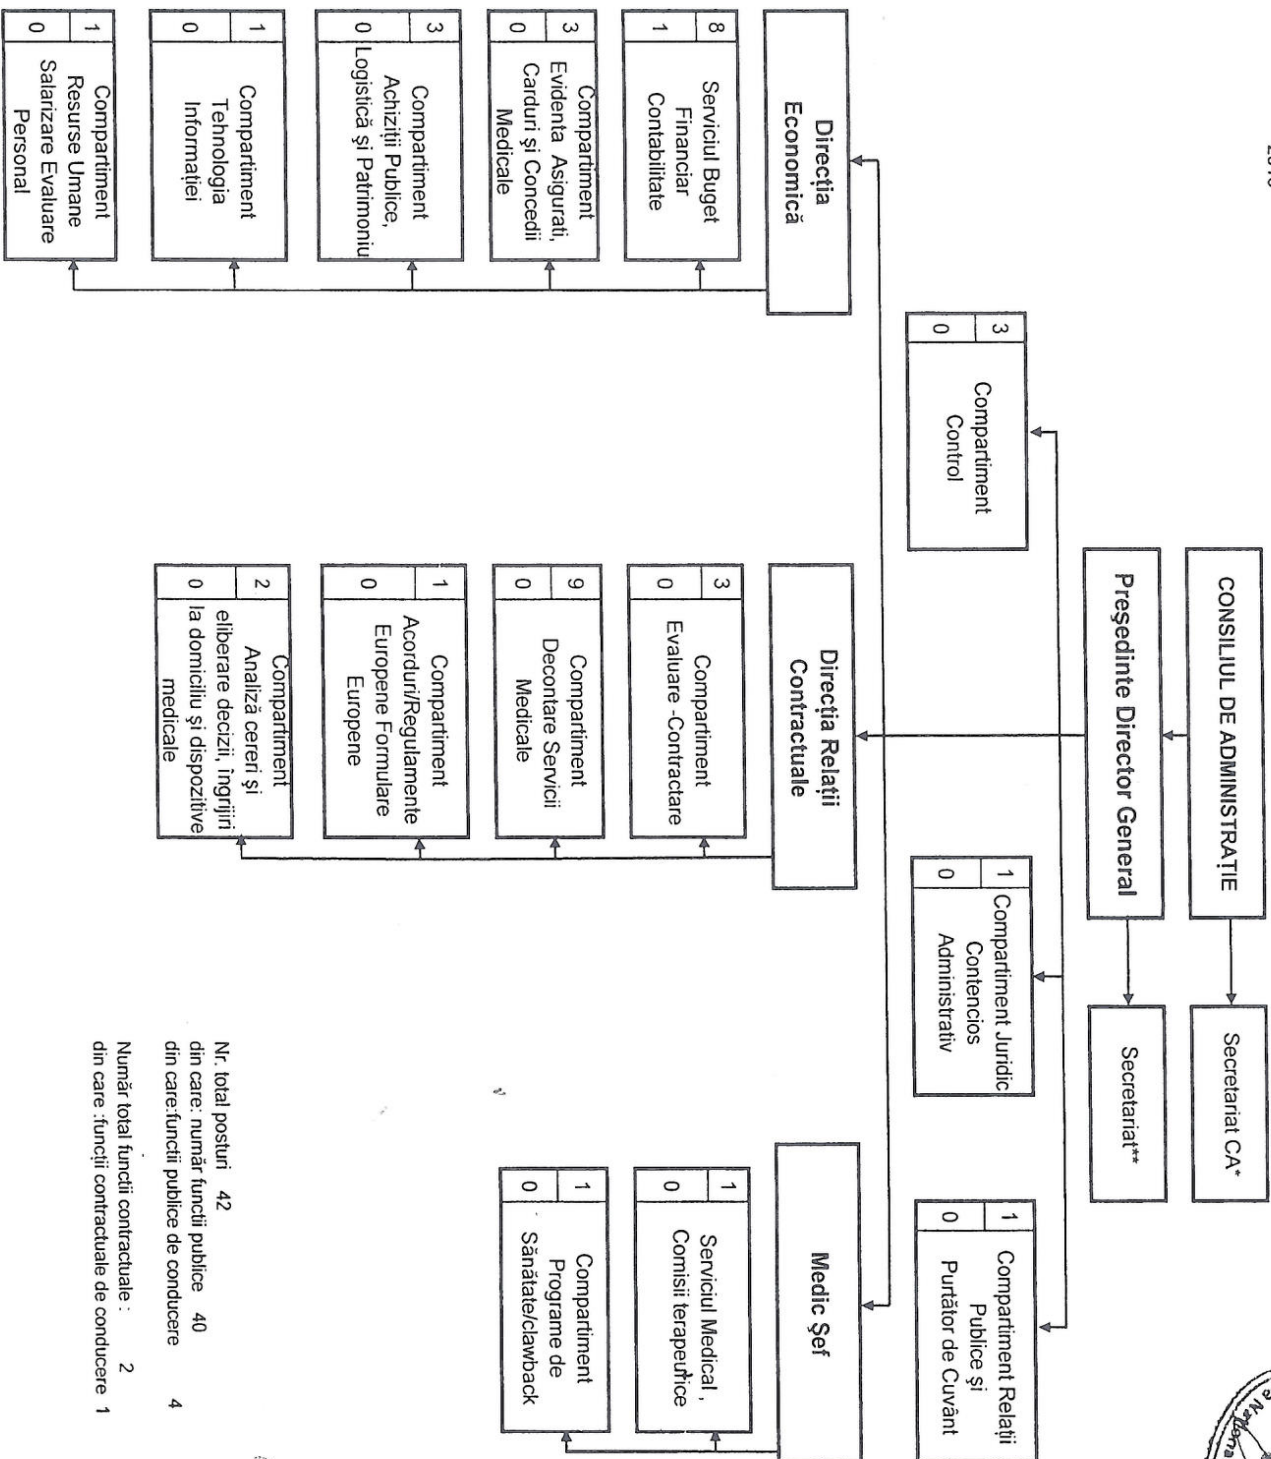 CONSILIUL DE ADMINISTRAȚIE
Secretariat CA*
Președinte Director General
Secretariat**
3
0
Compartiment
Control
1
0
Compartiment Juridic
Contencios
Administrativ
1
0
Compartiment Relații
Publice și
Purtător de Cuvânt
Direcția
Economică
Direcția Relații
Contractuale
Medic Șef
8
1
Serviciul Buget
Financiar
Contabilitate
3
0
Compartiment
Evidenta Asigurati,
Carduri și Concedii
Medicale
3
0
Compartiment
Achiziții Publice,
Logistică și Patrimoniu
1
0
Compartiment
Tehnologia
Informației
1
0
Compartiment
Resurse Umane
Salarizare Evaluare
Personal
3
0
Compartiment
Evaluare -Contractare
9
0
Compartiment
Decontare Servicii
Medicale
1
0
Compartiment
Acorduri/Regulamente
Europene Formulare
Europene
2
0
Compartiment
Analiză cereri și
eliberare decizii, îngrijiri
la domiciliu și dispozitive
medicale
1
0
Serviciul Medical ,
Comisii terapeutice
1
0
Compartiment
Programe de
Sănătate/clawback
Nr. total posturi 42
din care: număr functii publice 40
din care:functii publice de conducere 4
Număr total functii contractuale : 2
din care :funcții contractuale de conducere 1